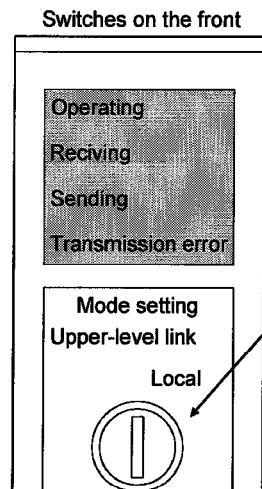 Switches on the front
Operating
Reciving
Sending
Transmission error
Mode setting
Upper-level link
Local